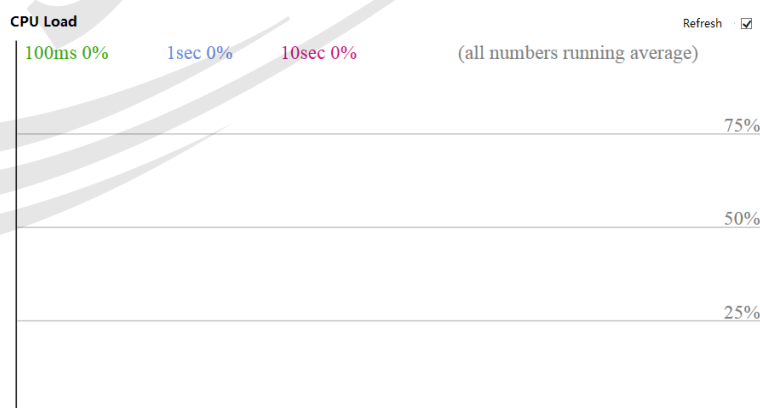 CPU Load
Refresh
100ms 0% 1sec 0% 10sec 0% (all numbers running average)
75%
50%
25%